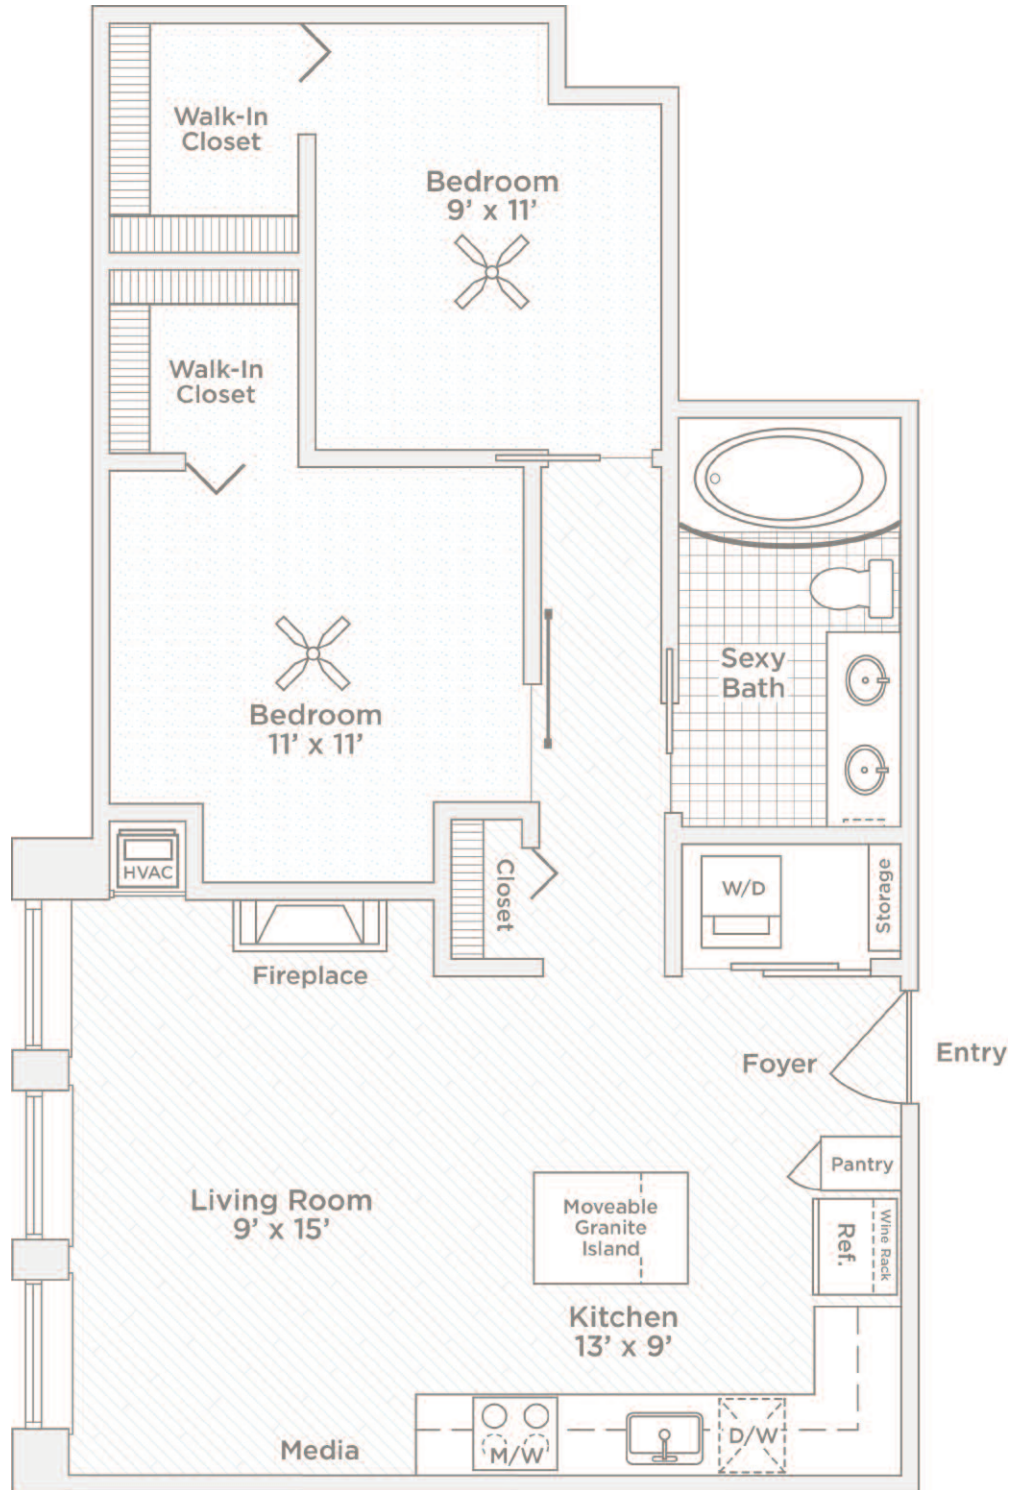 Walk-In
Closet
Bedroom
9’ x 11’
Walk-In
Closet
Sexy
Bath
Bedroom
11’ x 11’
HVAC
Closet
W/D
Storage
Fireplace
Foyer
Entry
Pantry
Living Room
9’ x 15’
Moveable
Granite
Island
Ref.
Wine Rack
Kitchen
13’ x 9’
Media
M/W
D/W